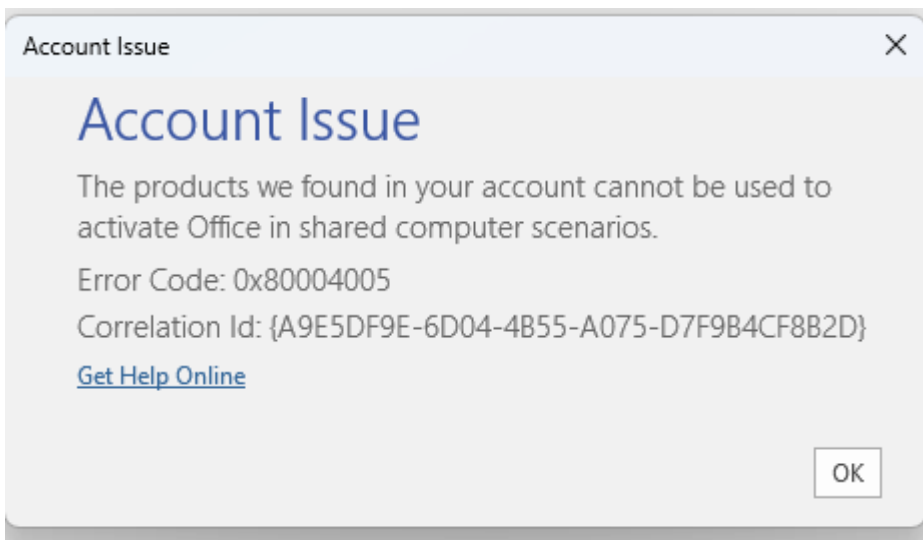 Account Issue
Account Issue
The products we found in your account cannot be used to
activate Office in shared computer scenarios.
Error Code: 0x80004005
Correlation Id: {A9E5DF9E-6D04-4B55-A075-D7F9B4CF8B2D}
Get Help Online
OK